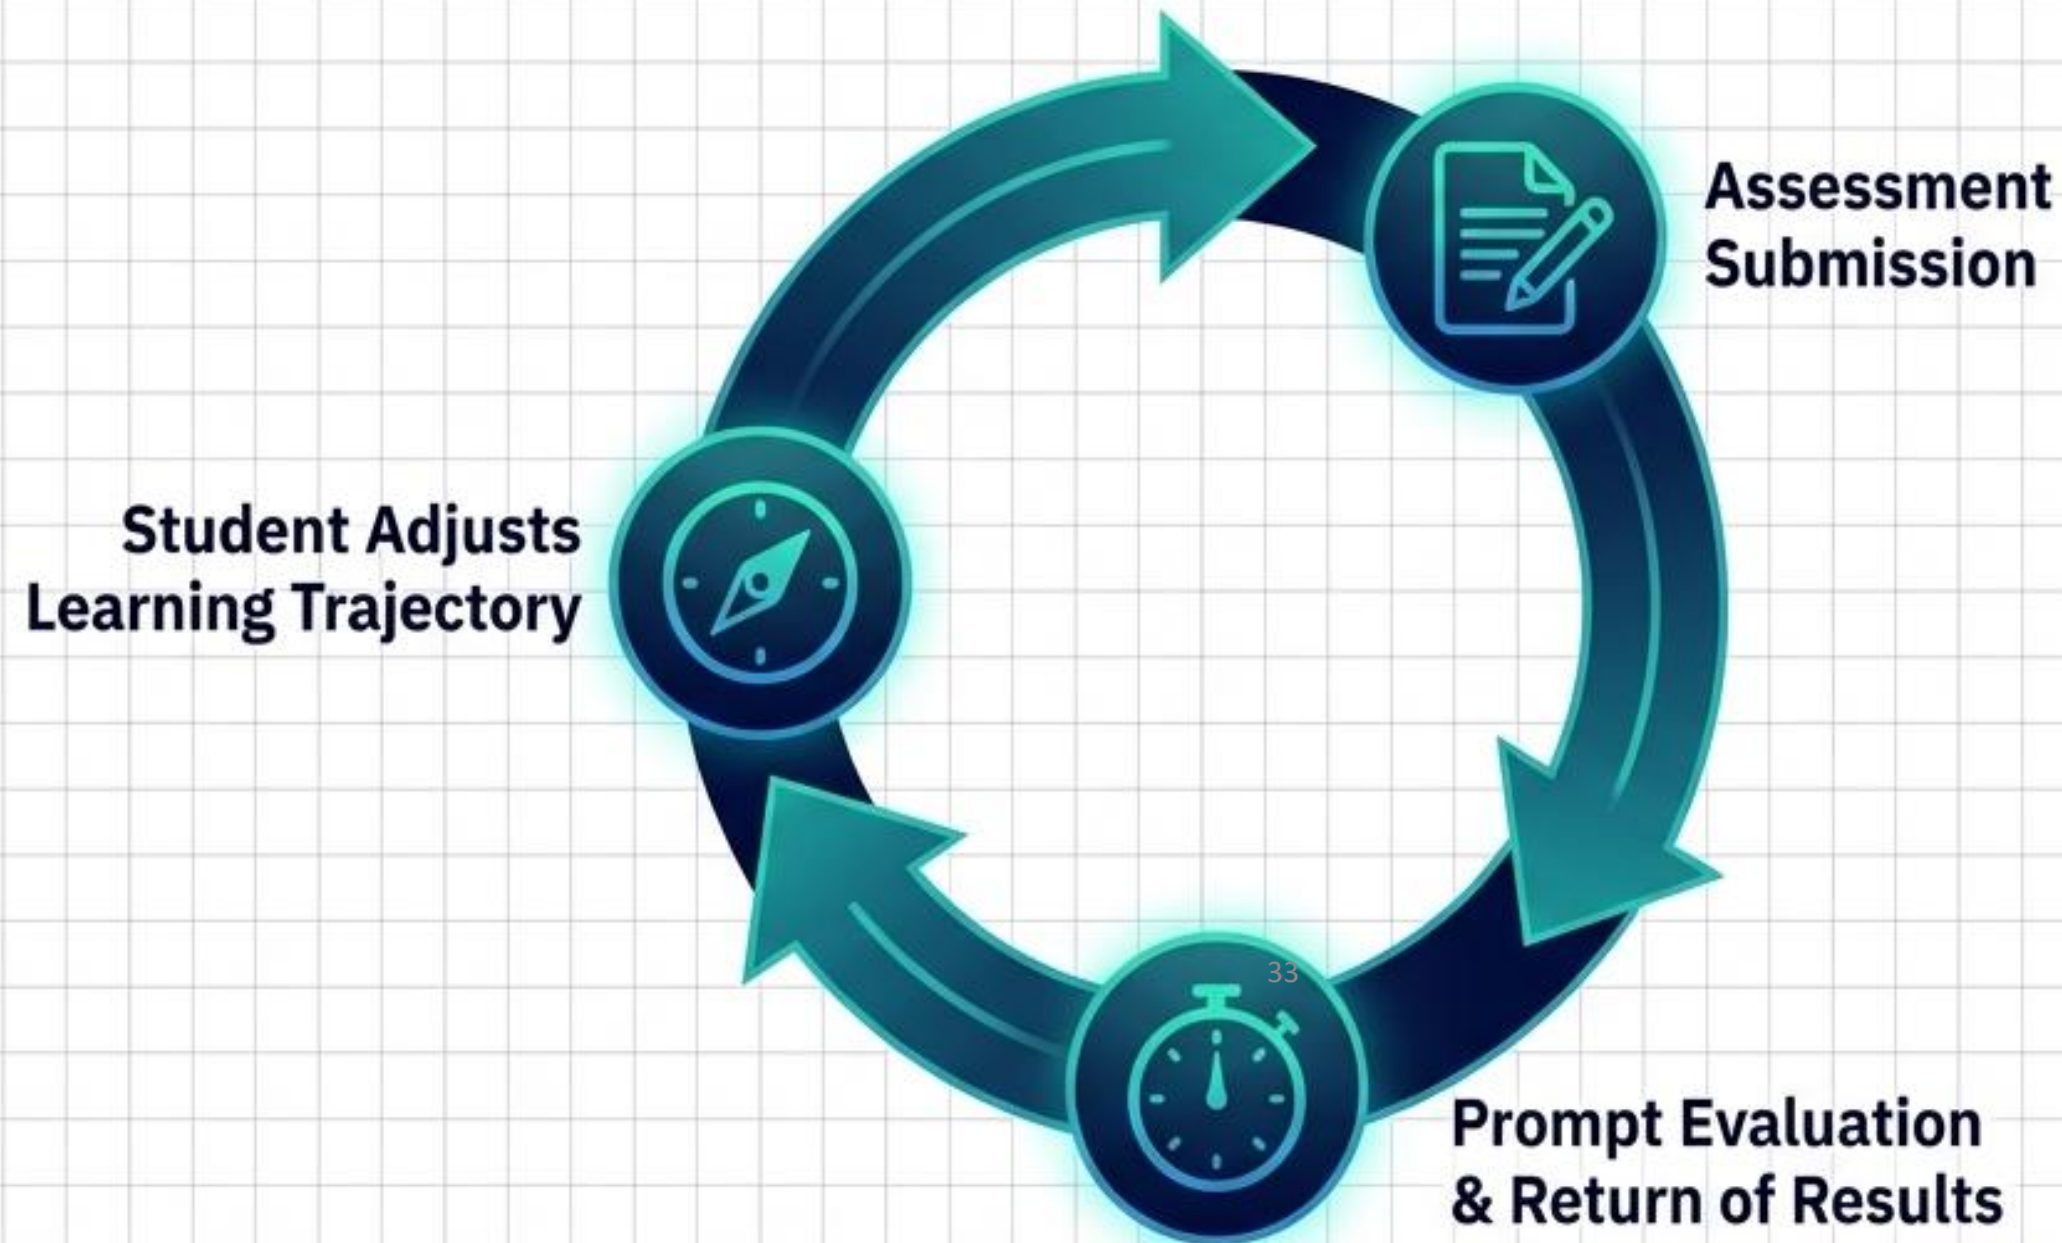 Assessment
Submission
Student Adjusts
Learning Trajectory
33
Prompt Evaluation
& Return of Results